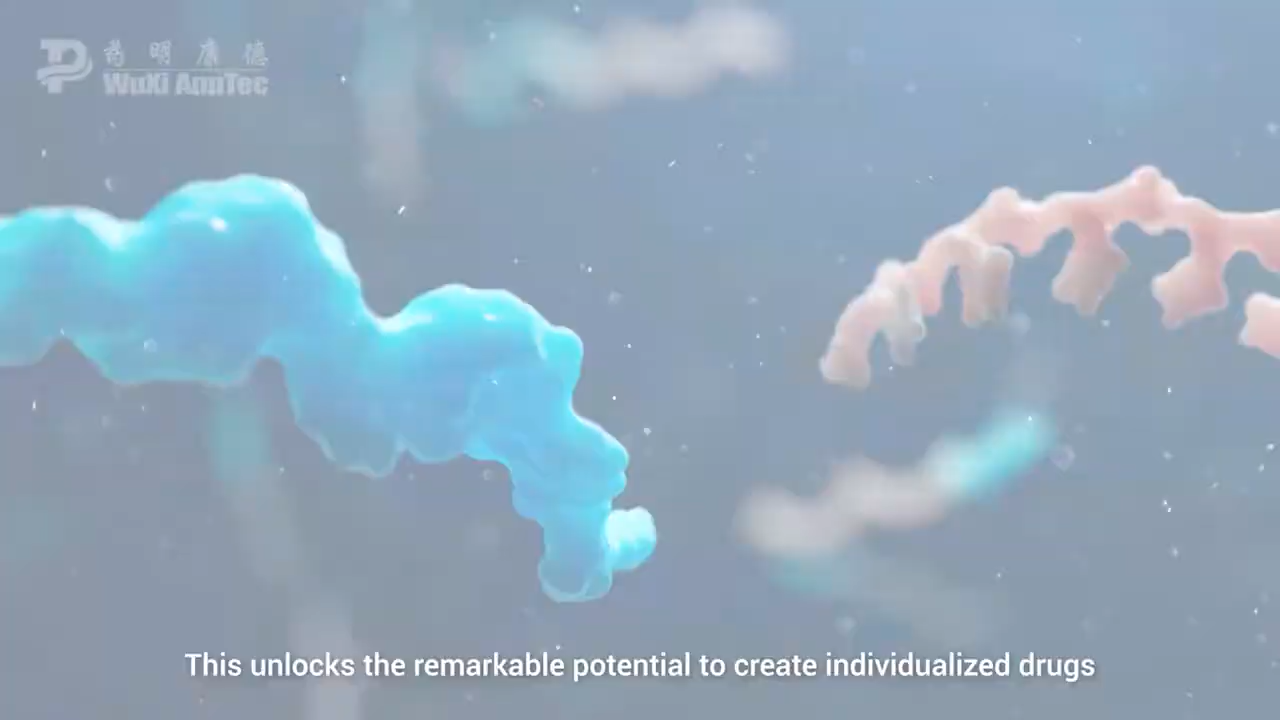 药明康德
WuXi AppTec
This unlocks the remarkable potential to create individualized drugs